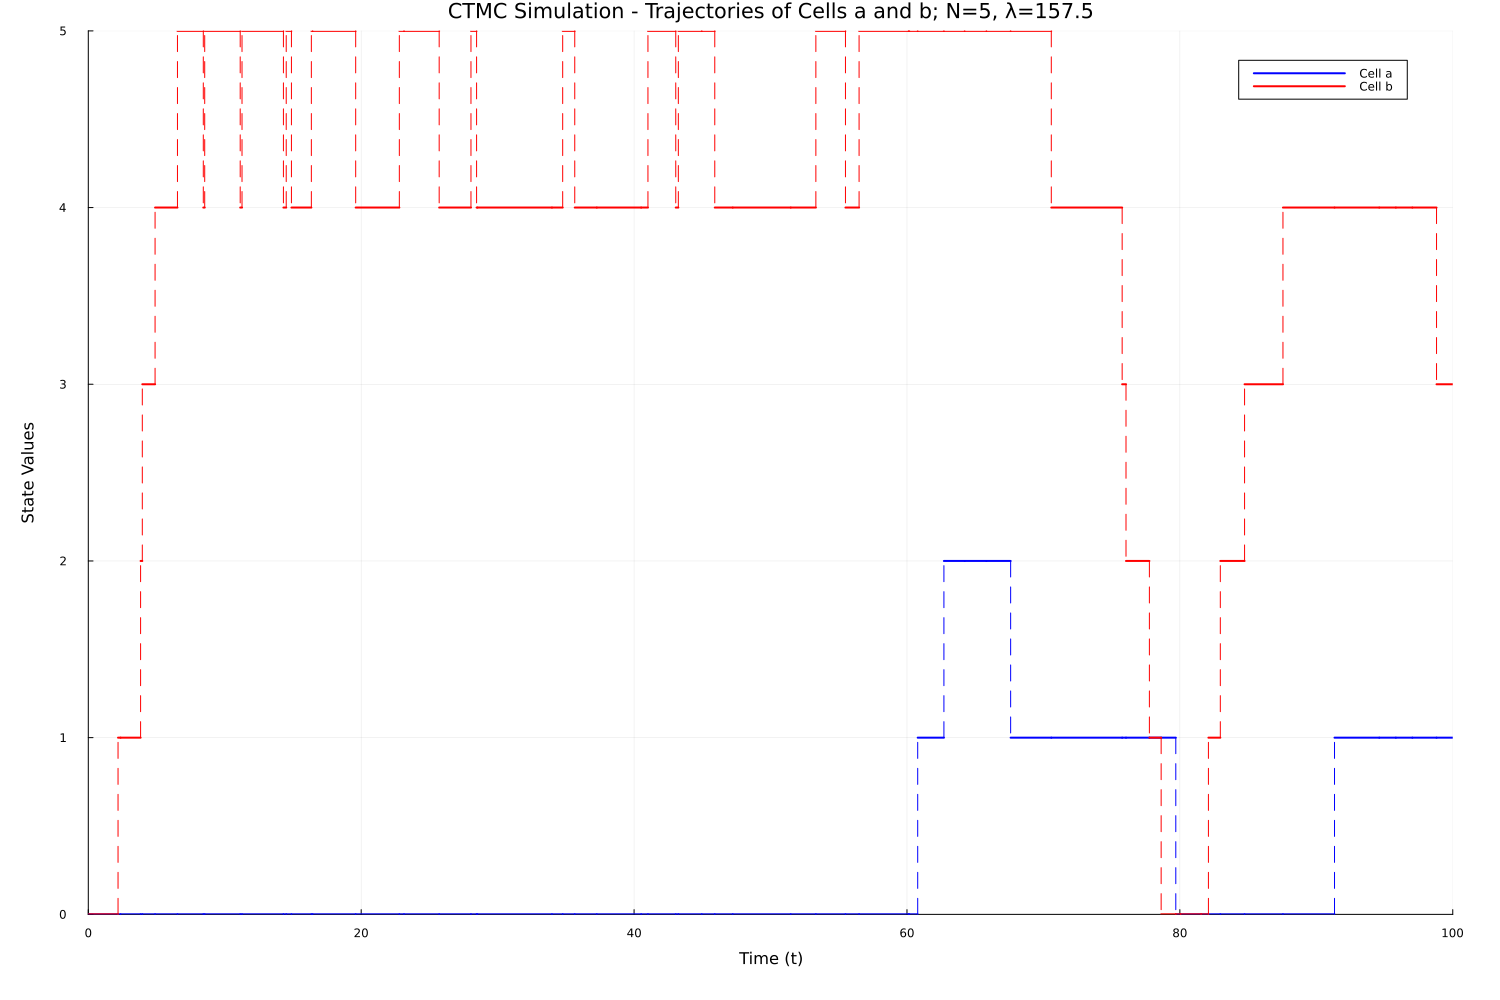 CTMC Simulation - Trajectories of Cells a and b; N=5, λ=157.5
Cell a
Cell b
State Values
5
4
3
2
1
0
0 20 40 60 80 100
Time (t)